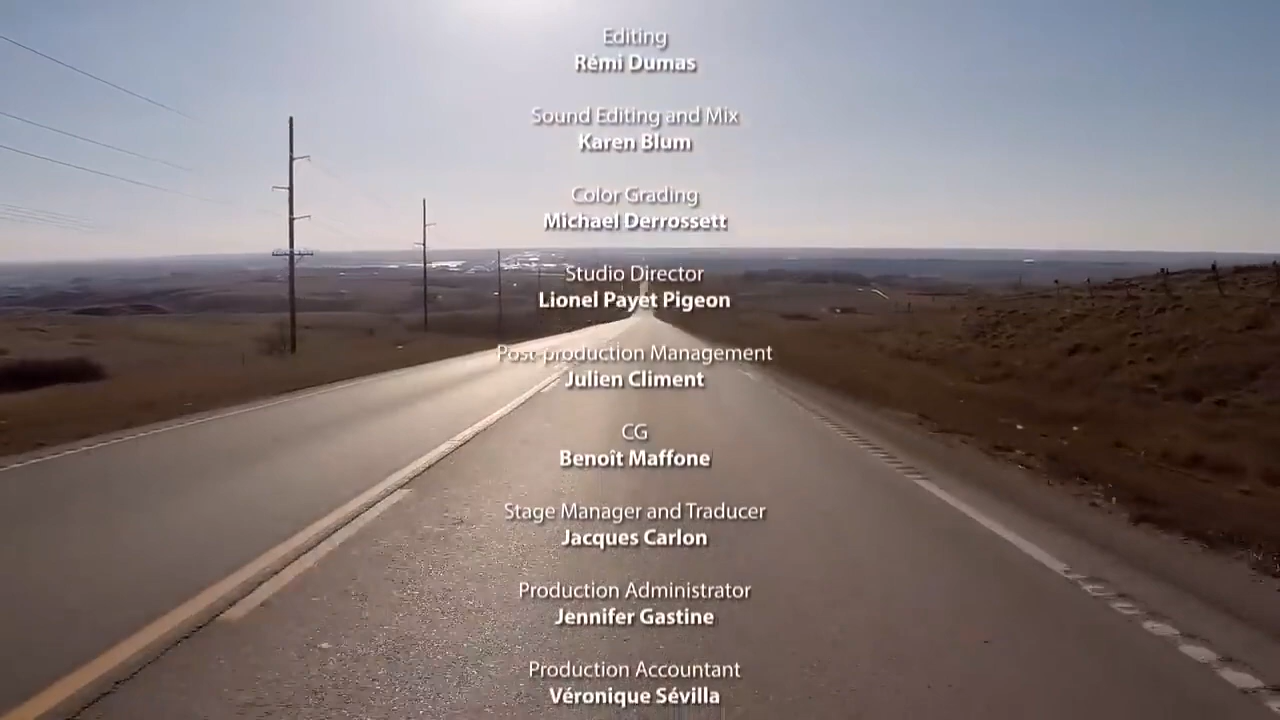 Editing
Rémi Dumas
Sound Editing and Mix
Karen Blum
Color Grading
Michael Derrossett
Studio Director
Lionel Payet Pigeon
Post-production Management
Julien Climent
CG
Benoît Maffone
Stage Manager and Traducer
Jacques Carlon
Production Administrator
Jennifer Gastine
Production Accountant
Véronique Sévilla